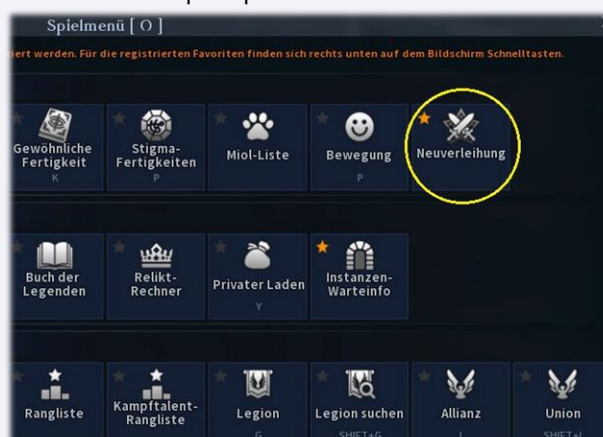 Spielmenü [ O ]
iert werden. Für die registrierten Favoriten finden sich rechts unten auf dem Bildschirm Schnelltasten.
Gewöhnliche Fertigkeit
K
Stigma-Fertigkeiten
P
Miol-Liste
Bewegung
P
Neuverleihung
Buch der Legenden
Relikt-Rechner
Privater Laden
Y
Instanzen-Warteinfo
Rangliste
Kampftalent-Rangliste
Legion
G
Legion suchen
SHIFT+G
Allianz
Union